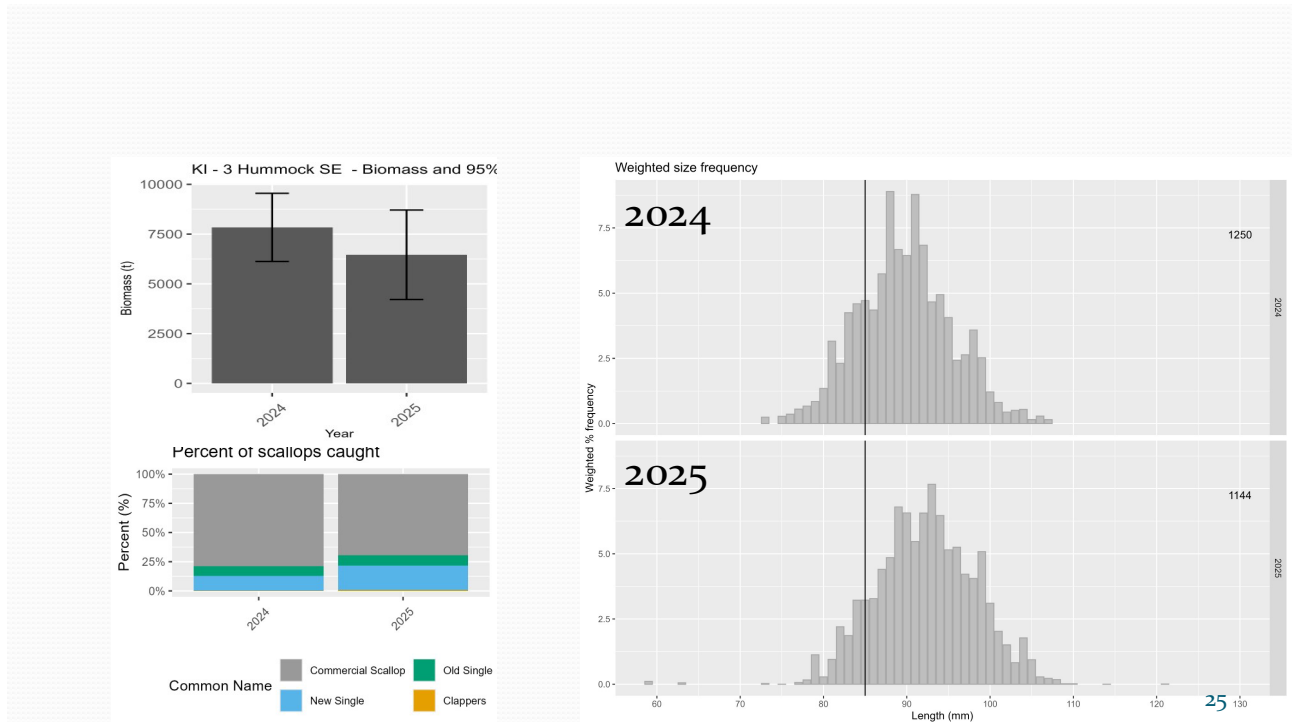 KI - 3 Hummock SE - Biomass and 95%
10000
7500
5000
2500
0
Biomass (t)
2024
2025
Year
Percent of scallops caught
100%
75%
50%
25%
0%
Percent (%)
2024
2025
Common Name
Commercial Scallop
Old Single
New Single
Clappers
Weighted size frequency
2024
1250
7.5
5.0
2.5
0.0
2024
Weighted % frequency
2025
1144
7.5
5.0
2.5
0.0
2025
60 70 80 90 100 110 120 130
Length (mm)
25